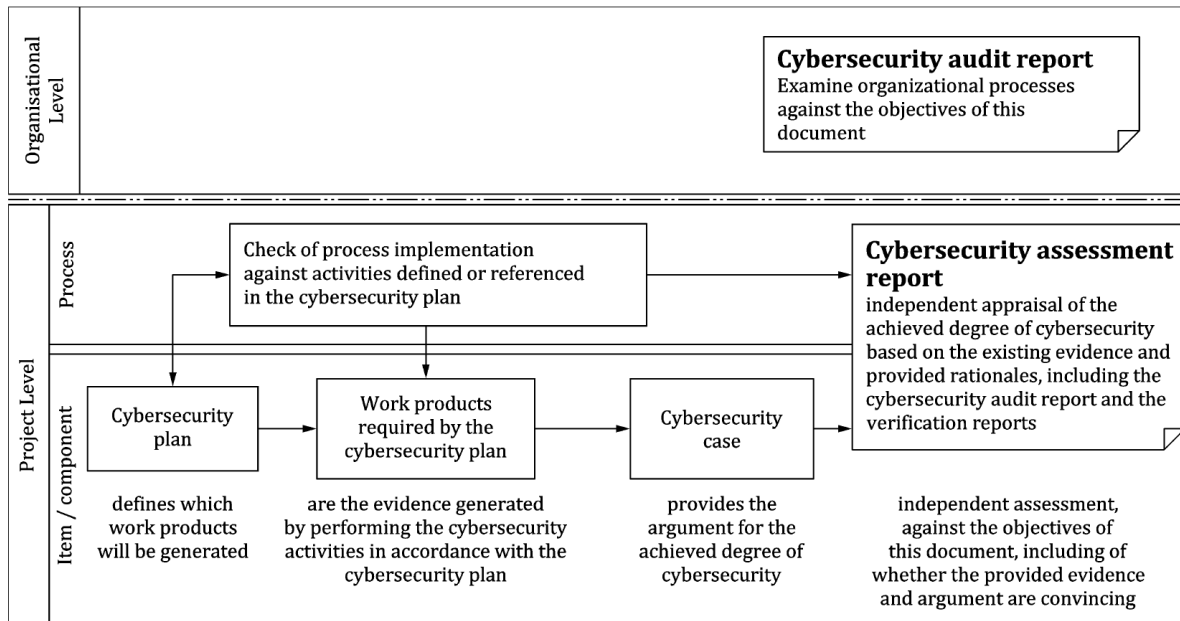 Organisational
Level
Cybersecurity audit report
Examine organizational processes
against the objectives of this
document
Project Level
Process
Check of process implementation
against activities defined or referenced
in the cybersecurity plan
Cybersecurity assessment
report
independent appraisal of the
achieved degree of cybersecurity
based on the existing evidence and
provided rationales, including the
cybersecurity audit report and the
verification reports
Item / component
Cybersecurity
plan
Work products
required by the
cybersecurity plan
Cybersecurity
case
defines which
work products
will be generated
are the evidence generated
by performing the cybersecurity
activities in accordance with the
cybersecurity plan
provides the
argument for the
achieved degree of
cybersecurity
independent assessment,
against the objectives of
this document, including of
whether the provided evidence
and argument are convincing